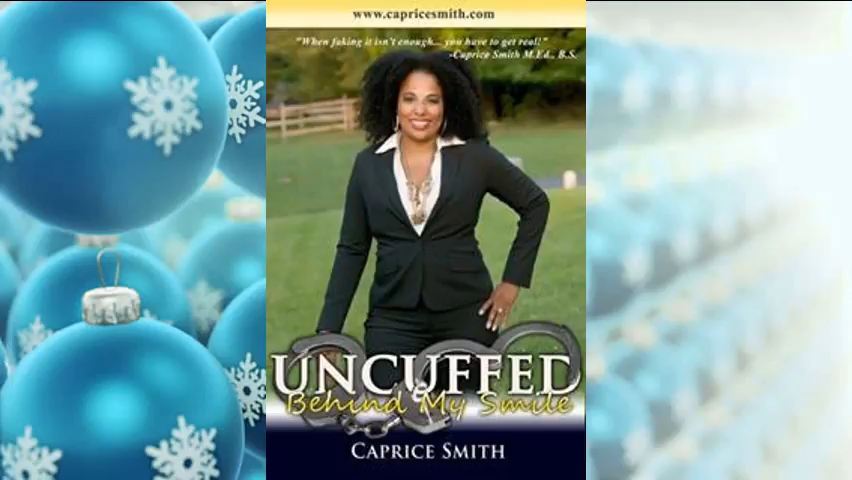 www.capricesmith.com
"When faking it isn't enough... you have to get real!"
-Caprice Smith M.Ed., B.S.
UNCUFFED
Behind My Smile
CAPRICE SMITH